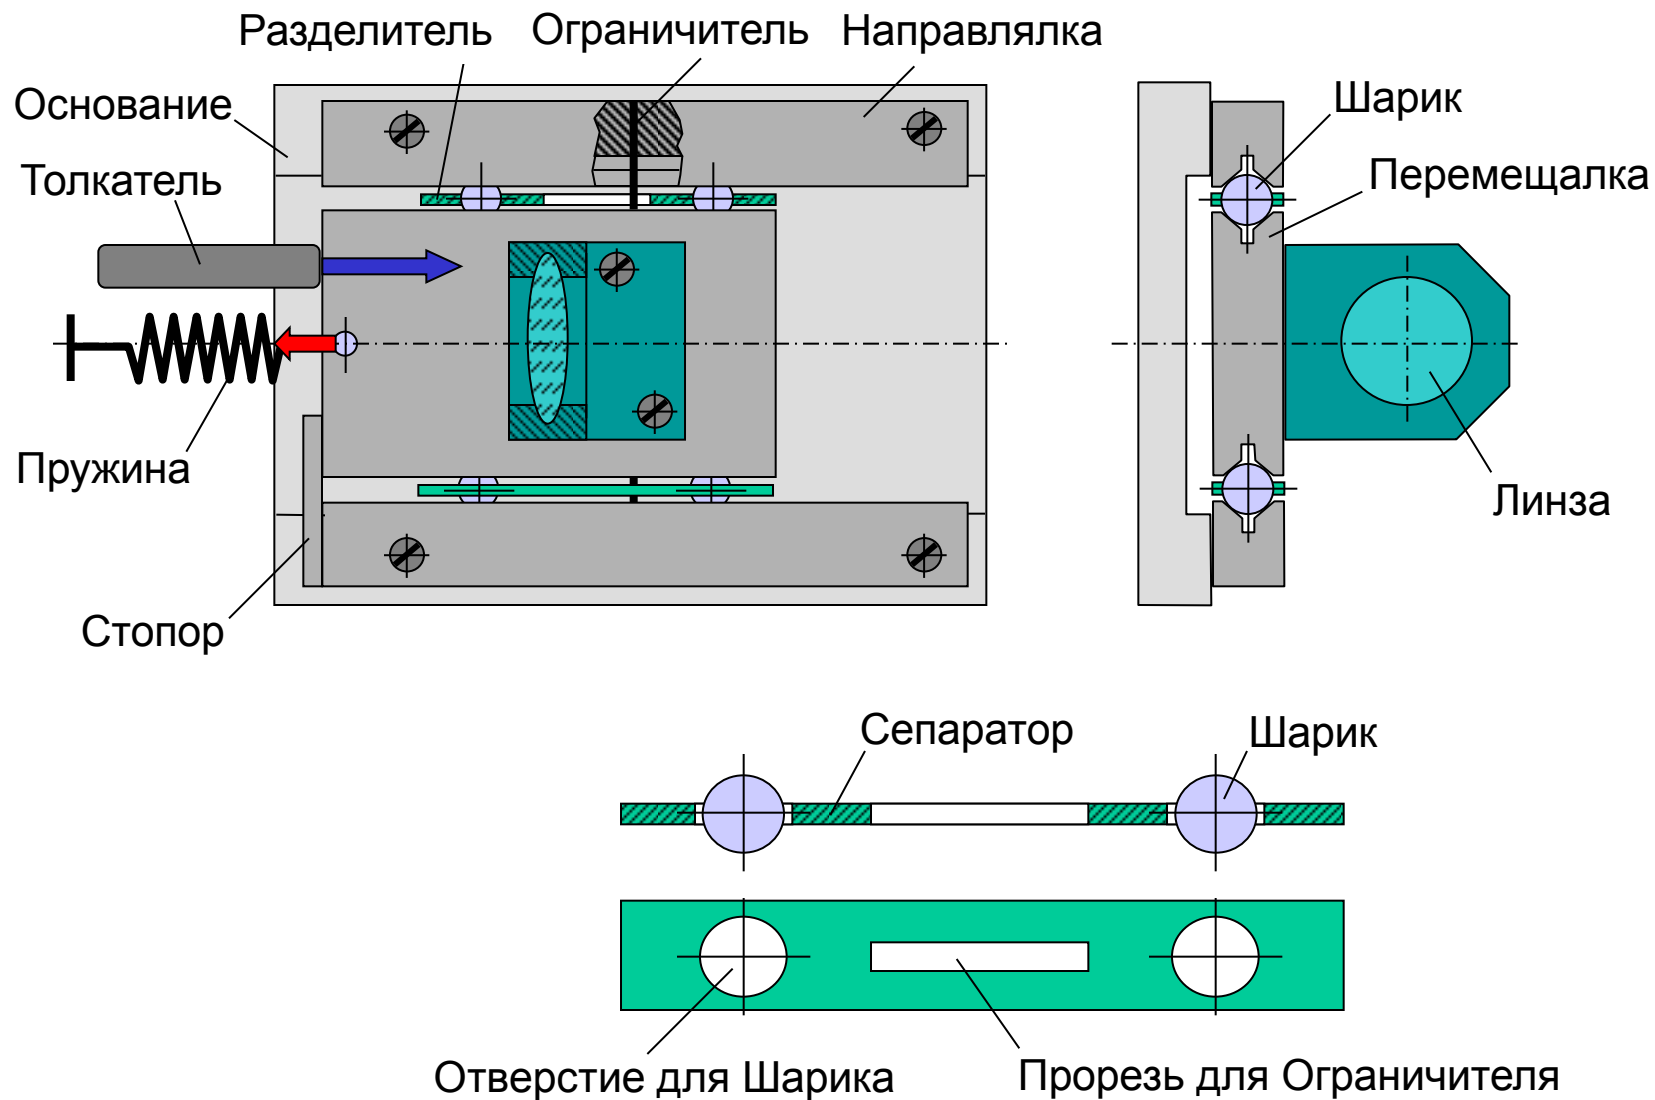 Разделитель
Ограничитель
Направлялка
Основание
Шарик
Толкатель
Перемещалка
Пружина
Линза
Стопор
Сепаратор
Шарик
Отверстие для Шарика
Прорезь для Ограничителя